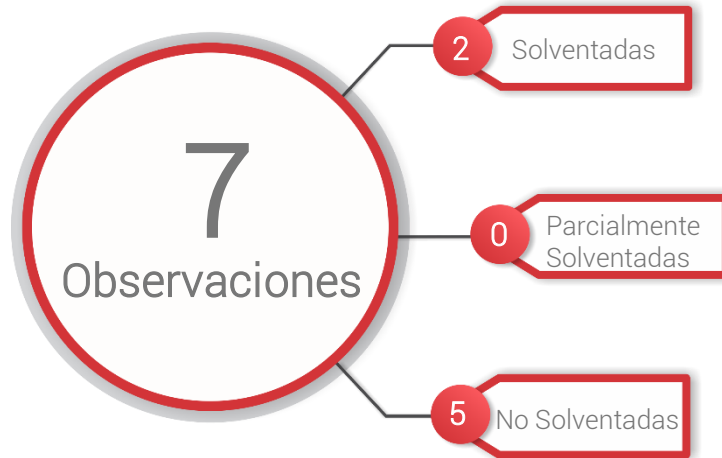 7
Observaciones
2
Solventadas
0
Parcialmente
Solventadas
5
No Solventadas